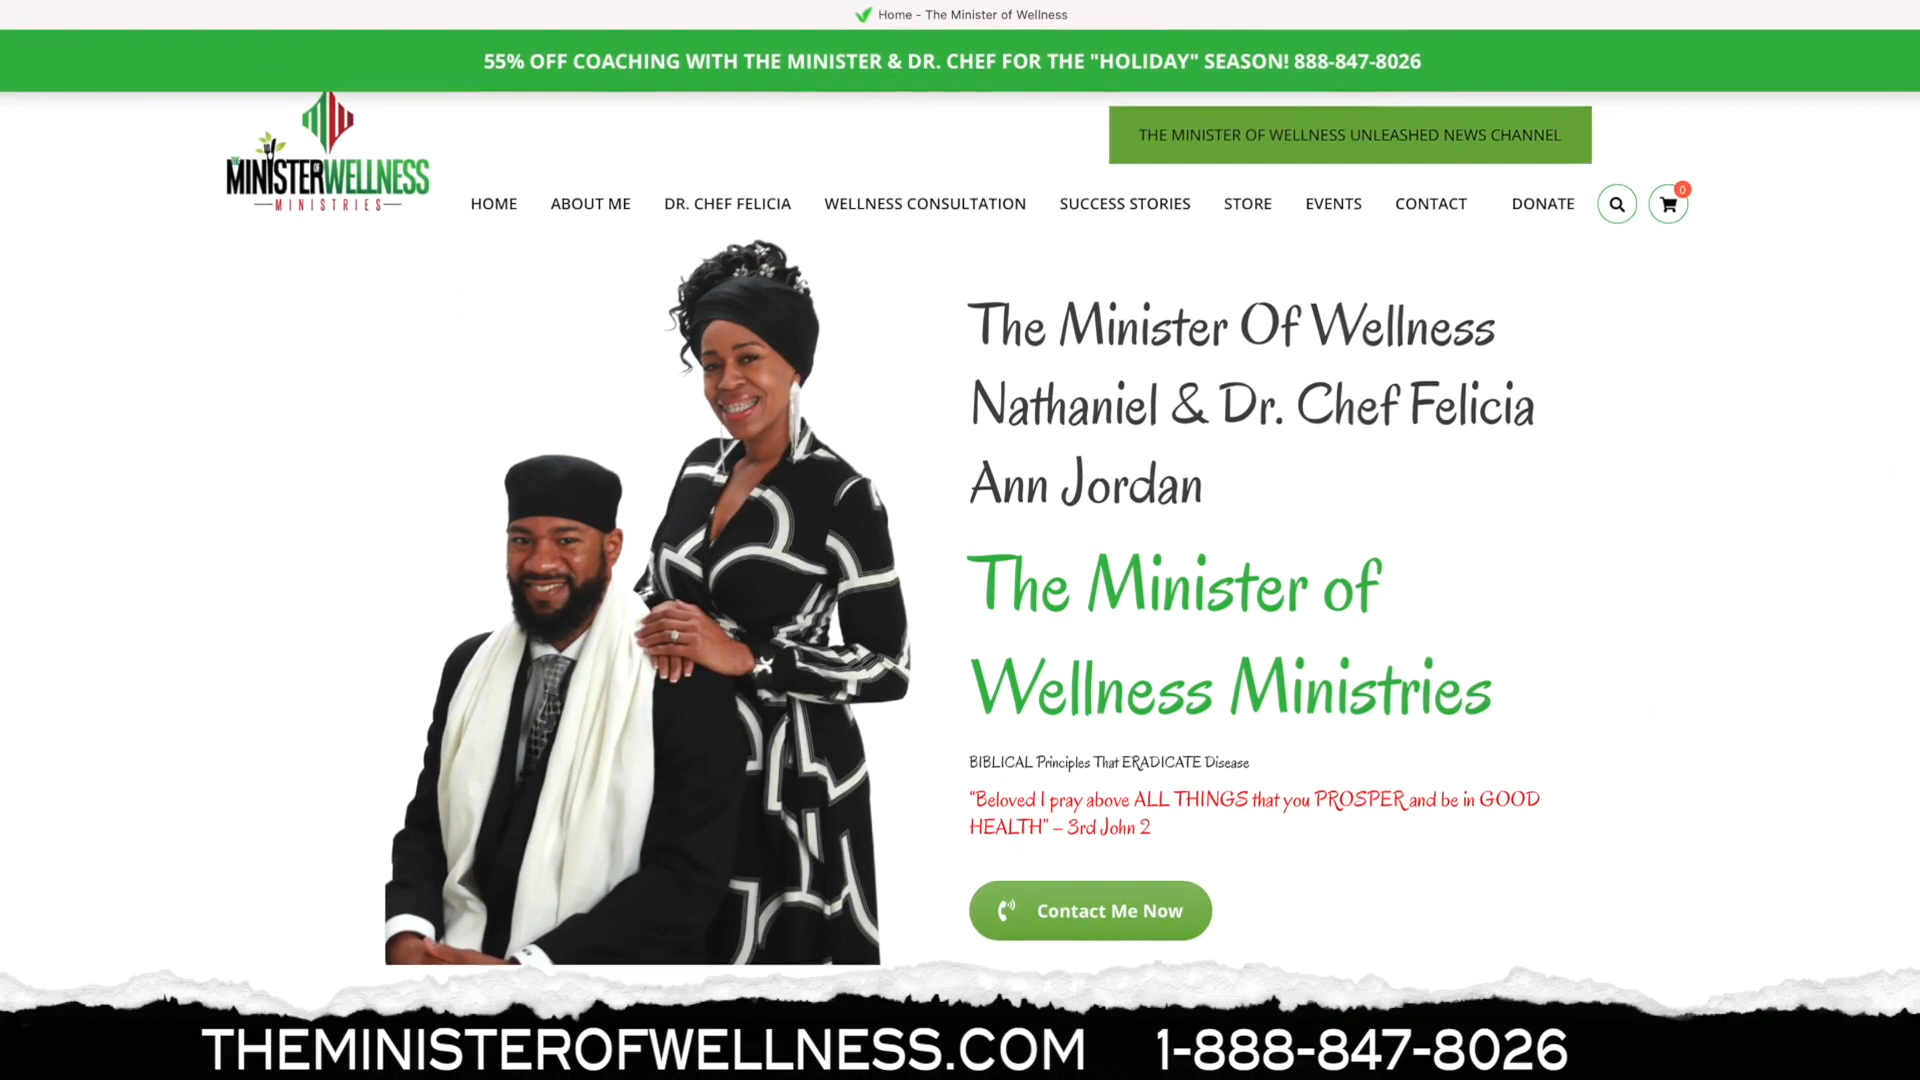 Home - The Minister of Wellness
55% OFF COACHING WITH THE MINISTER & DR. CHEF FOR THE "HOLIDAY" SEASON! 888-847-8026
THE MINISTER OF WELLNESS UNLEASHED NEWS CHANNEL
THE MINISTER OF WELLNESS
MINISTRIES
HOME ABOUT ME DR. CHEF FELICIA WELLNESS CONSULTATION SUCCESS STORIES STORE EVENTS CONTACT DONATE 0
The Minister Of Wellness
Nathaniel & Dr. Chef Felicia
Ann Jordan
The Minister of
Wellness Ministries
BIBLICAL Principles That ERADICATE Disease
“Beloved I pray above ALL THINGS that you PROSPER and be in GOOD
HEALTH” – 3rd John 2
Contact Me Now
THEMINISTEROFWELLNESS.COM 1-888-847-8026